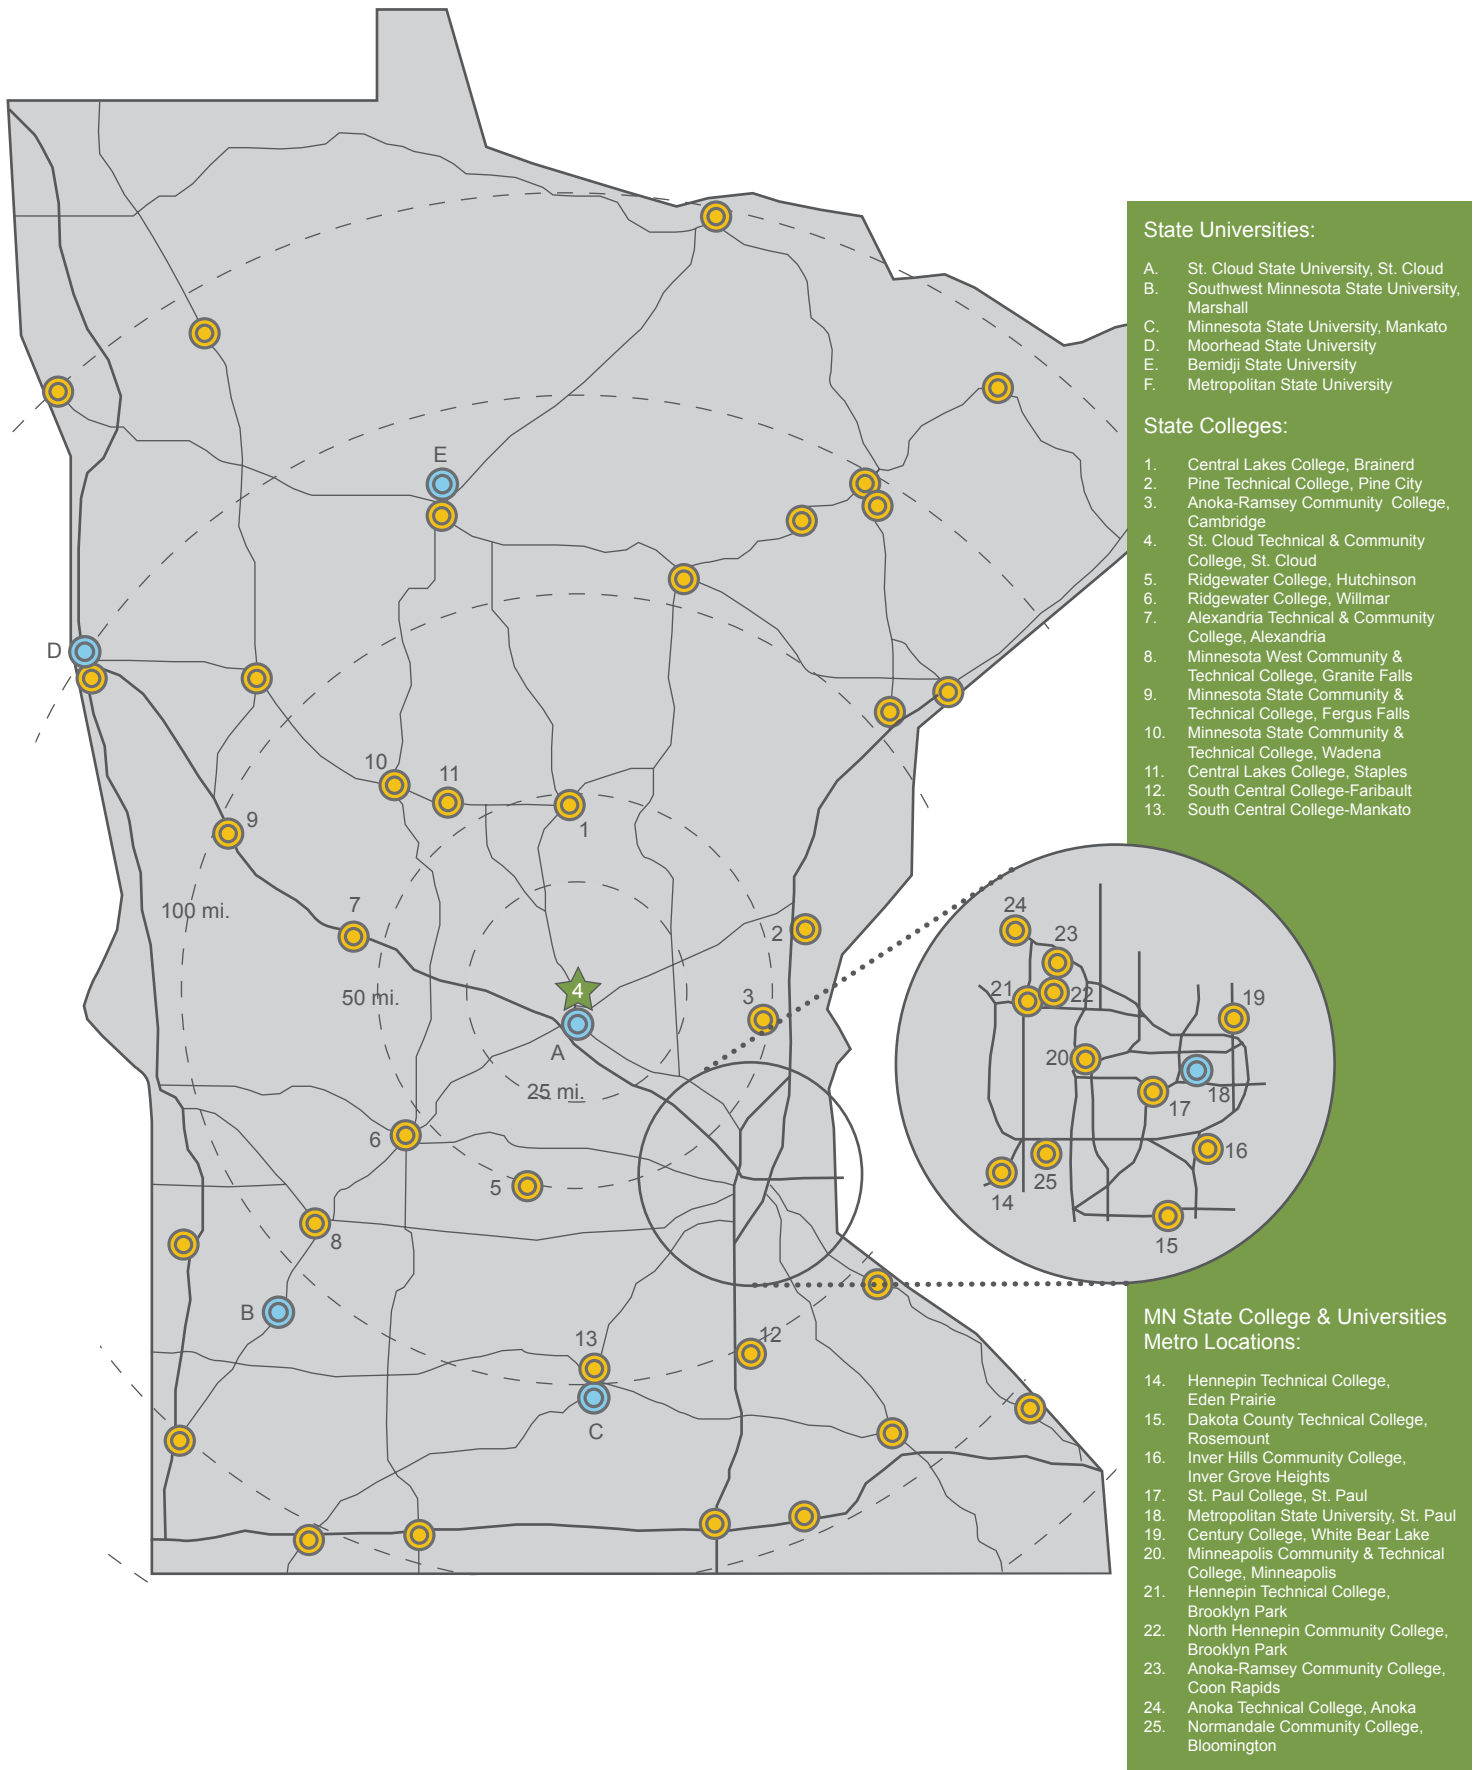 E
D
10
11
9
1
100 mi.
7
2
4
50 mi.
3
A
25 mi.
6
5
8
B
13
12
C
24
23
21
22
19
20
17
18
16
14
25
15
State Universities:
A. St. Cloud State University, St. Cloud
B. Southwest Minnesota State University,
Marshall
C. Minnesota State University, Mankato
D. Moorhead State University
E. Bemidji State University
F. Metropolitan State University
State Colleges:
1. Central Lakes College, Brainerd
2. Pine Technical College, Pine City
3. Anoka-Ramsey Community College,
Cambridge
4. St. Cloud Technical & Community
College, St. Cloud
5. Ridgewater College, Hutchinson
6. Ridgewater College, Willmar
7. Alexandria Technical & Community
College, Alexandria
8. Minnesota West Community &
Technical College, Granite Falls
9. Minnesota State Community &
Technical College, Fergus Falls
10. Minnesota State Community &
Technical College, Wadena
11. Central Lakes College, Staples
12. South Central College-Faribault
13. South Central College-Mankato
MN State College & Universities
Metro Locations:
14. Hennepin Technical College,
Eden Prairie
15. Dakota County Technical College,
Rosemount
16. Inver Hills Community College,
Inver Grove Heights
17. St. Paul College, St. Paul
18. Metropolitan State University, St. Paul
19. Century College, White Bear Lake
20. Minneapolis Community & Technical
College, Minneapolis
21. Hennepin Technical College,
Brooklyn Park
22. North Hennepin Community College,
Brooklyn Park
23. Anoka-Ramsey Community College,
Coon Rapids
24. Anoka Technical College, Anoka
25. Normandale Community College,
Bloomington